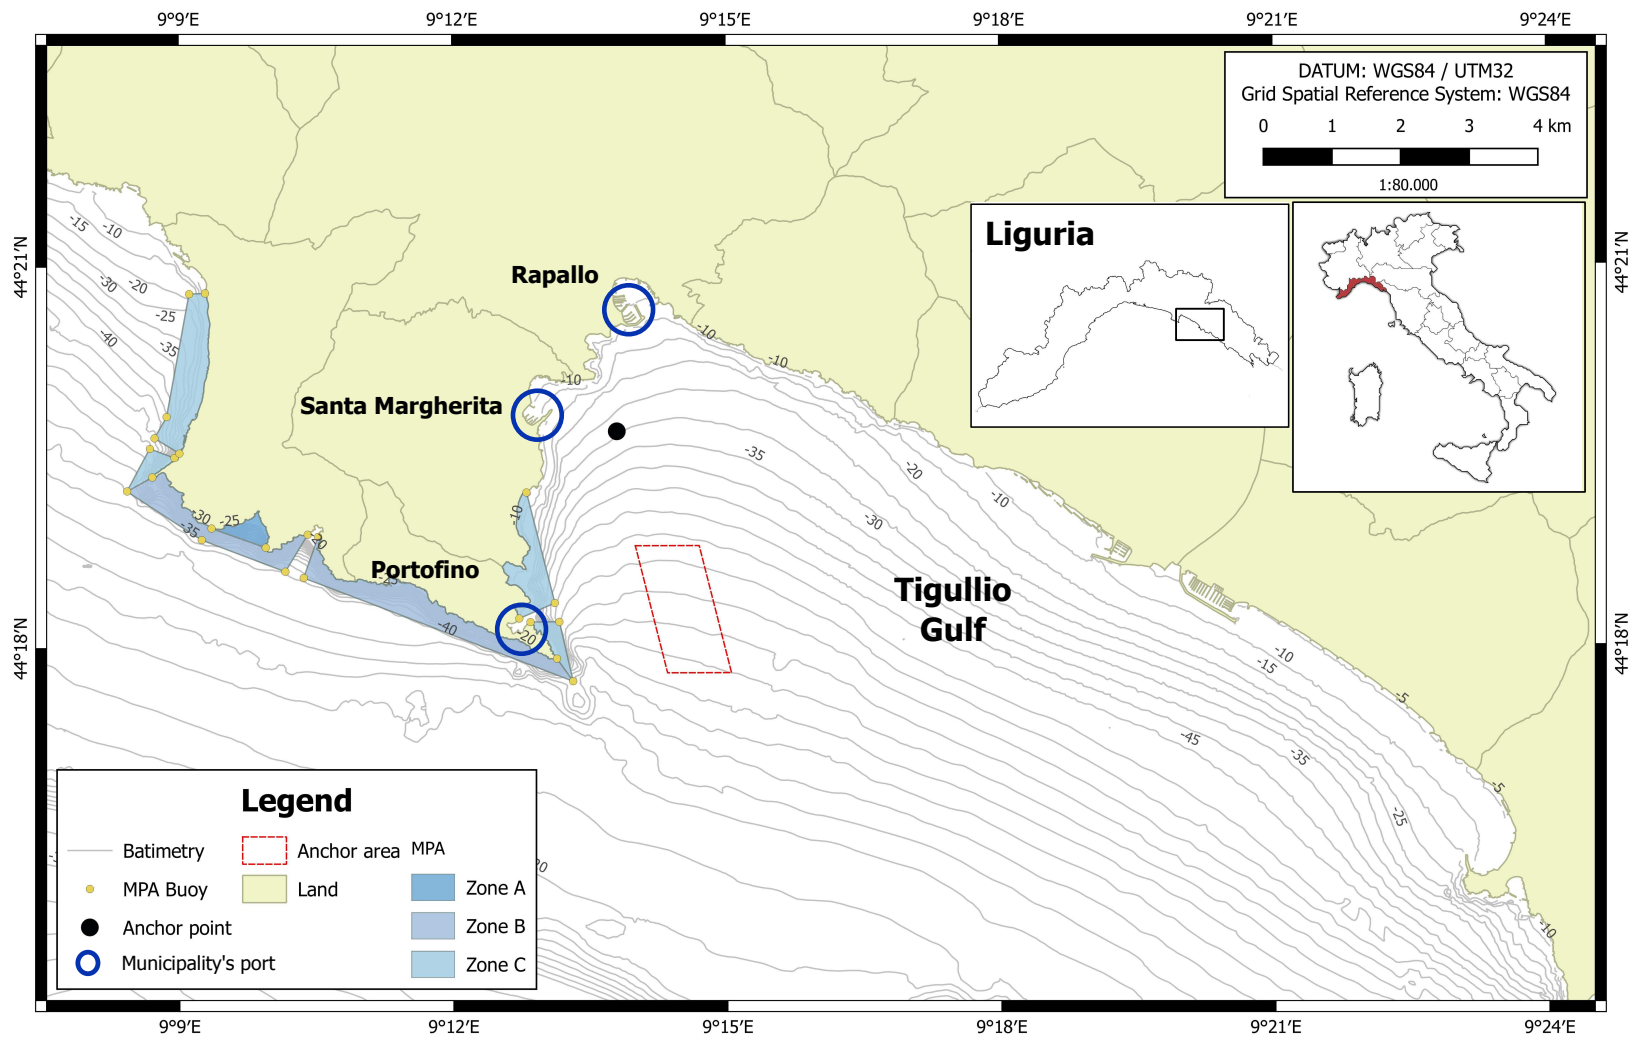 9°9′E 9°12′E 9°15′E 9°18′E 9°21′E 9°24′E
DATUM: WGS84 / UTM32
Grid Spatial Reference System: WGS84
0 1 2 3 4 km
1:80.000
44°21′N
44°21′N
Liguria
-15
-10
-30
-20
-25
-40
-35
Rapallo
-10
-10
-10
Santa Margherita
-35
-20
-10
-10
-30
-30
-25
-35
-20
Portofino
-25
Tigullio
Gulf
-40
-20
44°18′N
44°18′N
-10
-15
-5
-45
-35
-5
-25
-10
Legend
Batimetry
Anchor area
MPA
MPA Buoy
Land
Zone A
Anchor point
Zone B
Municipality's port
Zone C
9°9′E 9°12′E 9°15′E 9°18′E 9°21′E 9°24′E